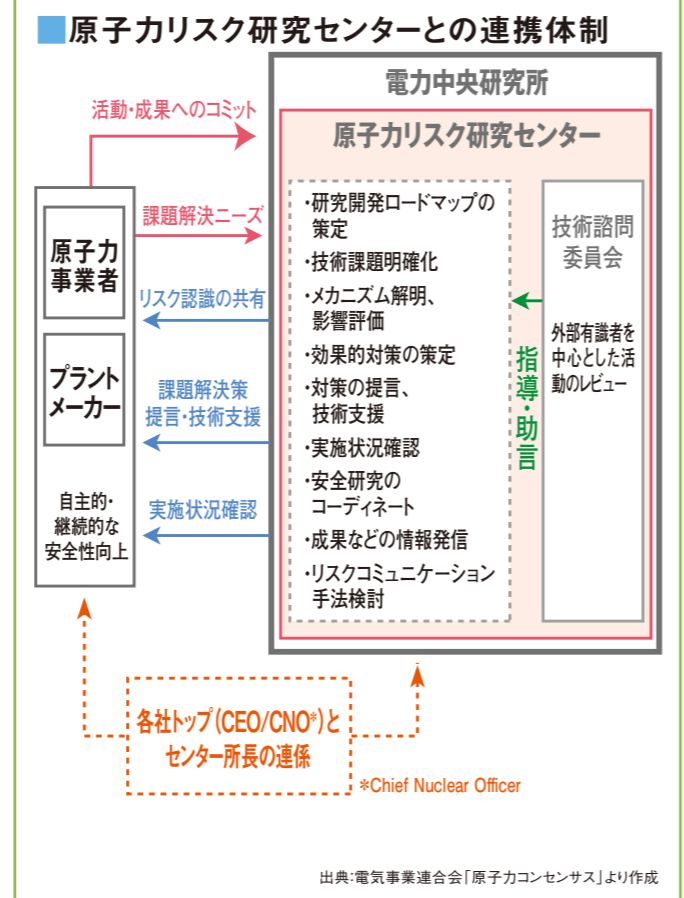 原子力リスク研究センターとの連携体制
電力中央研究所
原子力リスク研究センター
活動・成果へのコミット
課題解決ニーズ
リスク認識の共有
課題解決策
提言・技術支援
実施状況確認
原子力
事業者
プラント
メーカー
自主的・
継続的な
安全性向上
・研究開発ロードマップの
策定
・技術課題明確化
・メカニズム解明、
影響評価
・効果的対策の策定
・対策の提言、
技術支援
・実施状況確認
・安全研究の
コーディネート
・成果などの情報発信
・リスクコミュニケーション
手法検討
指導・助言
技術諮問
委員会
外部有識者を
中心とした活
動のレビュー
各社トップ(CEO/CNO*)と
センター所長の連係
*Chief Nuclear Officer
出典:電気事業連合会「原子力コンセンサス」より作成